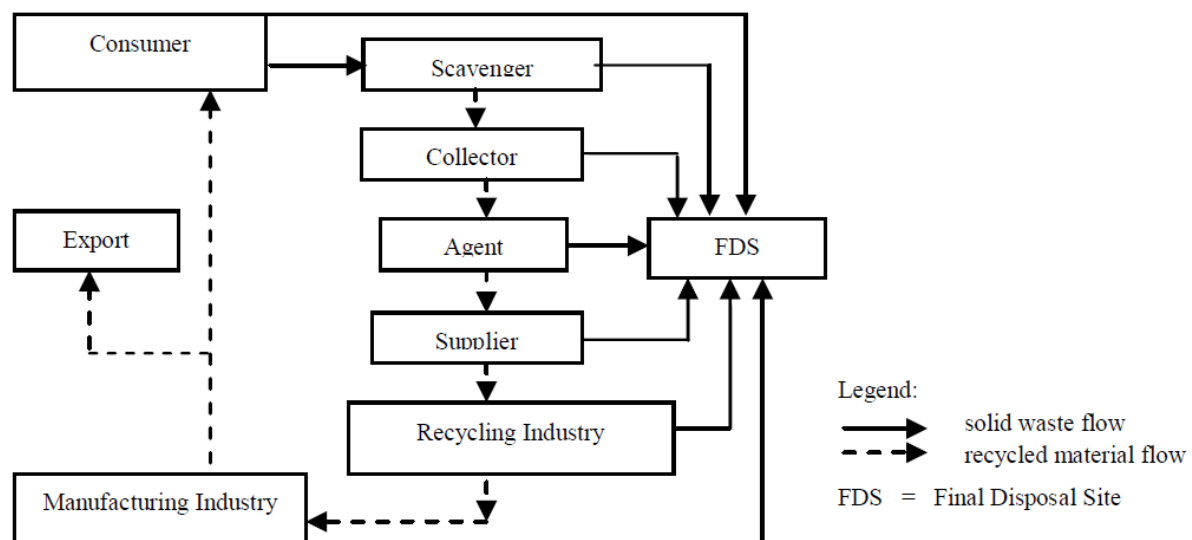 Consumer
Scavenger
Collector
Export
Agent
FDS
Supplier
Recycling Industry
Manufacturing Industry
Legend:
solid waste flow
recycled material flow
FDS = Final Disposal Site